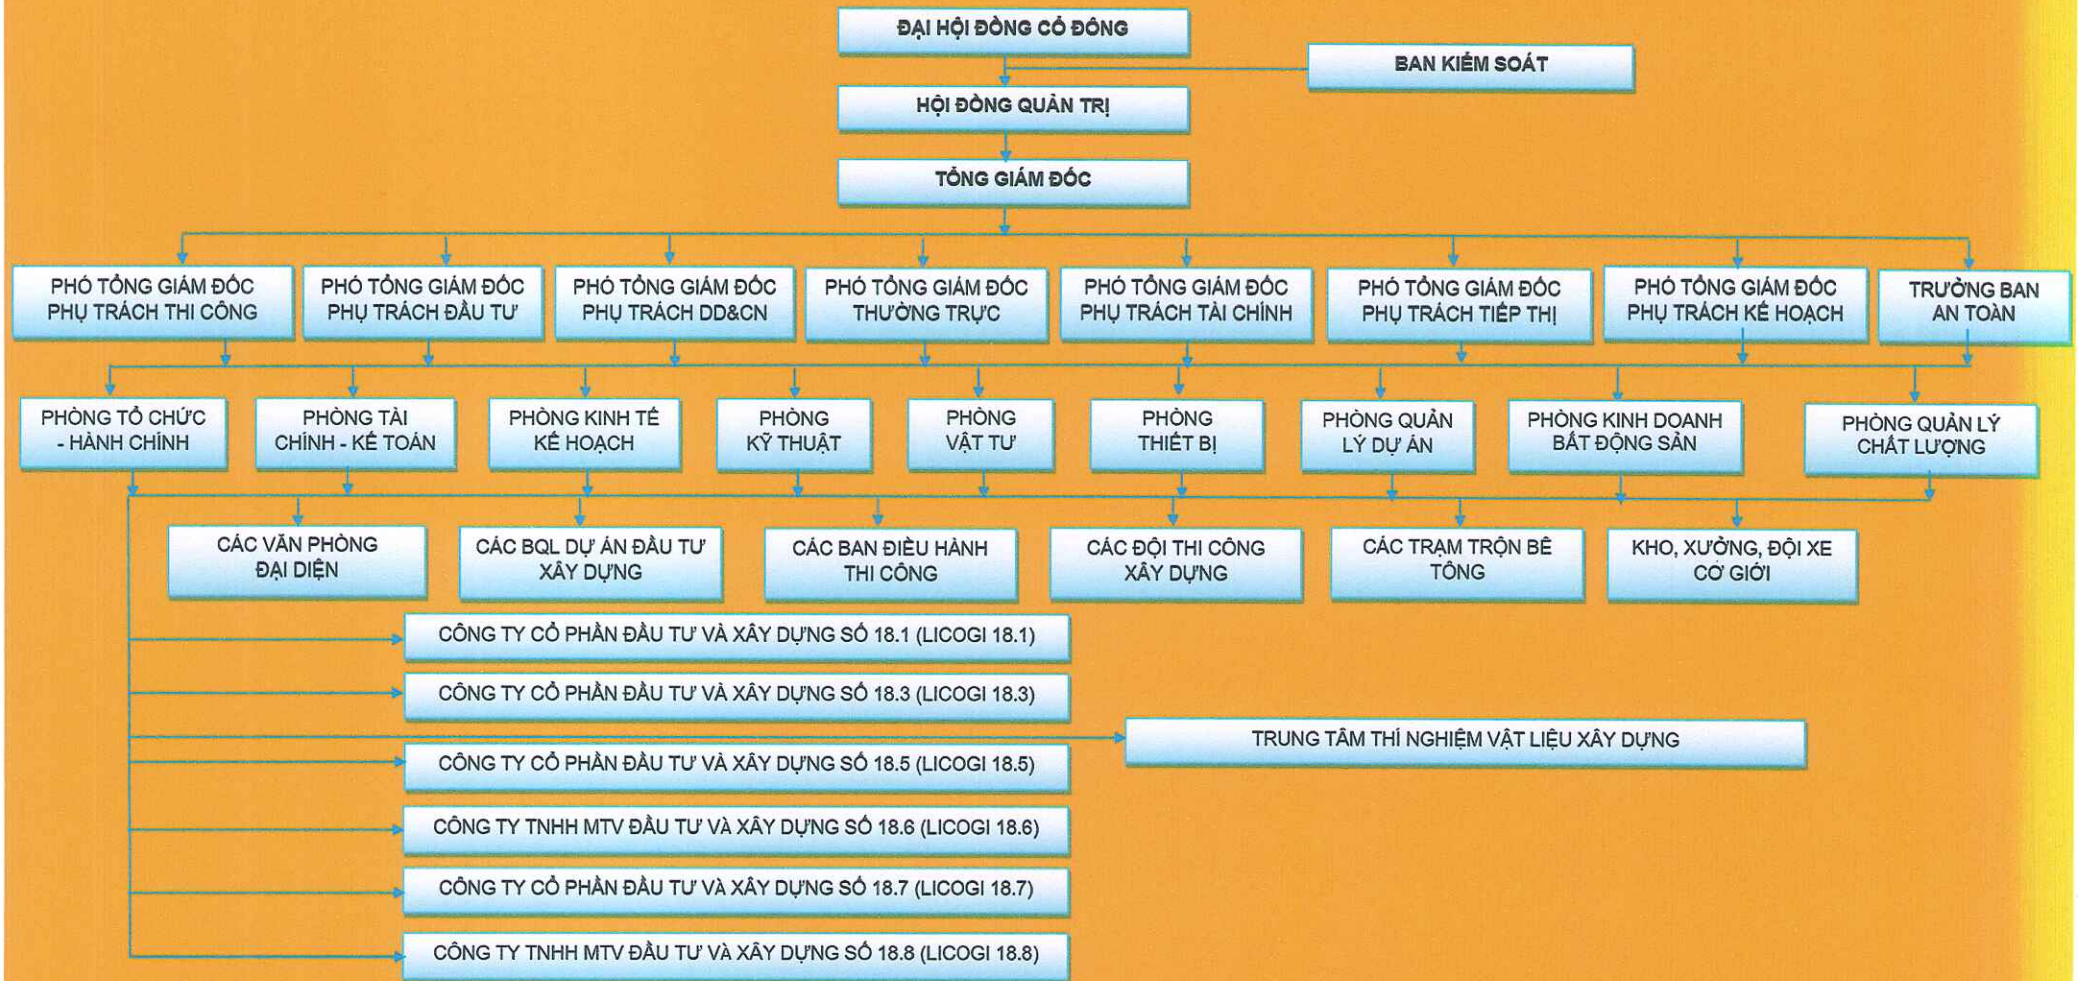 ĐẠI HỘI ĐỒNG CỔ ĐÔNG
BAN KIỂM SOÁT
HỘI ĐỒNG QUẢN TRỊ
TỔNG GIÁM ĐỐC
PHÓ TỔNG GIÁM ĐỐC
PHỤ TRÁCH THI CÔNG
PHÓ TỔNG GIÁM ĐỐC
PHỤ TRÁCH ĐẦU TƯ
PHÓ TỔNG GIÁM ĐỐC
PHỤ TRÁCH DD&CN
PHÓ TỔNG GIÁM ĐỐC
THƯỜNG TRỰC
PHÓ TỔNG GIÁM ĐỐC
PHỤ TRÁCH TÀI CHÍNH
PHÓ TỔNG GIÁM ĐỐC
PHỤ TRÁCH TIẾP THỊ
PHÓ TỔNG GIÁM ĐỐC
PHỤ TRÁCH KẾ HOẠCH
TRƯỞNG BAN
AN TOÀN
PHÒNG TỔ CHỨC
- HÀNH CHÍNH
PHÒNG TÀI
CHÍNH - KẾ TOÁN
PHÒNG KINH TẾ
KẾ HOẠCH
PHÒNG
KỸ THUẬT
PHÒNG
VẬT TƯ
PHÒNG
THIẾT BỊ
PHÒNG QUẢN
LÝ DỰ ÁN
PHÒNG KINH DOANH
BẤT ĐỘNG SẢN
PHÒNG QUẢN LÝ
CHẤT LƯỢNG
CÁC VĂN PHÒNG
ĐẠI DIỆN
CÁC BQL DỰ ÁN ĐẦU TƯ
XÂY DỰNG
CÁC BAN ĐIỀU HÀNH
THI CÔNG
CÁC ĐỘI THI CÔNG
XÂY DỰNG
CÁC TRẠM TRỘN BÊ
TÔNG
KHO, XƯỞNG, ĐỘI XE
CƠ GIỚI
CÔNG TY CỔ PHẦN ĐẦU TƯ VÀ XÂY DỰNG SỐ 18.1 (LICOGI 18.1)
CÔNG TY CỔ PHẦN ĐẦU TƯ VÀ XÂY DỰNG SỐ 18.3 (LICOGI 18.3)
TRUNG TÂM THÍ NGHIỆM VẬT LIỆU XÂY DỰNG
CÔNG TY CỔ PHẦN ĐẦU TƯ VÀ XÂY DỰNG SỐ 18.5 (LICOGI 18.5)
CÔNG TY TNHH MTV ĐẦU TƯ VÀ XÂY DỰNG SỐ 18.6 (LICOGI 18.6)
CÔNG TY CỔ PHẦN ĐẦU TƯ VÀ XÂY DỰNG SỐ 18.7 (LICOGI 18.7)
CÔNG TY TNHH MTV ĐẦU TƯ VÀ XÂY DỰNG SỐ 18.8 (LICOGI 18.8)